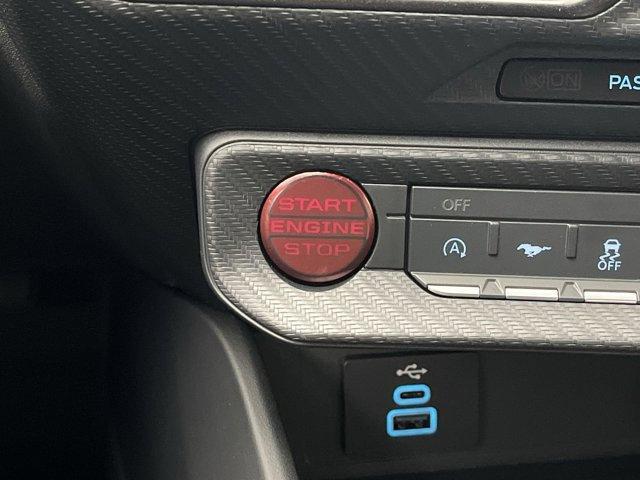 ON
PAS
START
ENGINE
STOP
OFF
A
OFF